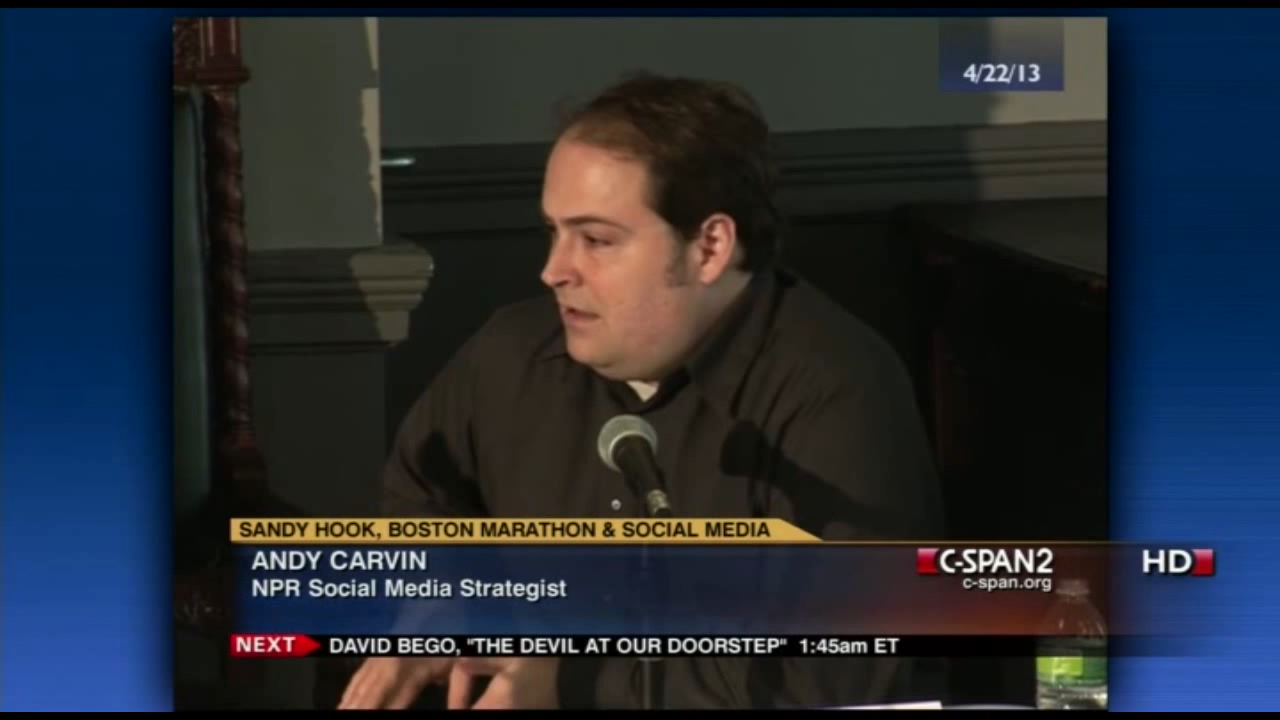 4/22/13
SANDY HOOK, BOSTON MARATHON & SOCIAL MEDIA
ANDY CARVIN
NPR Social Media Strategist
C-SPAN2
c-span.org
HD
NEXT
DAVID BEGO, "THE DEVIL AT OUR DOORSTEP" 1:45am ET